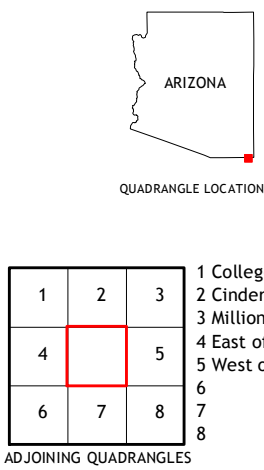 ARIZONA
QUADRANGLE LOCATION
1 2 3
4 5
6 7 8
1
2 Cinder
3 Million
4 East
5 West
6
7
8
ADJOINING QUADRANGLES